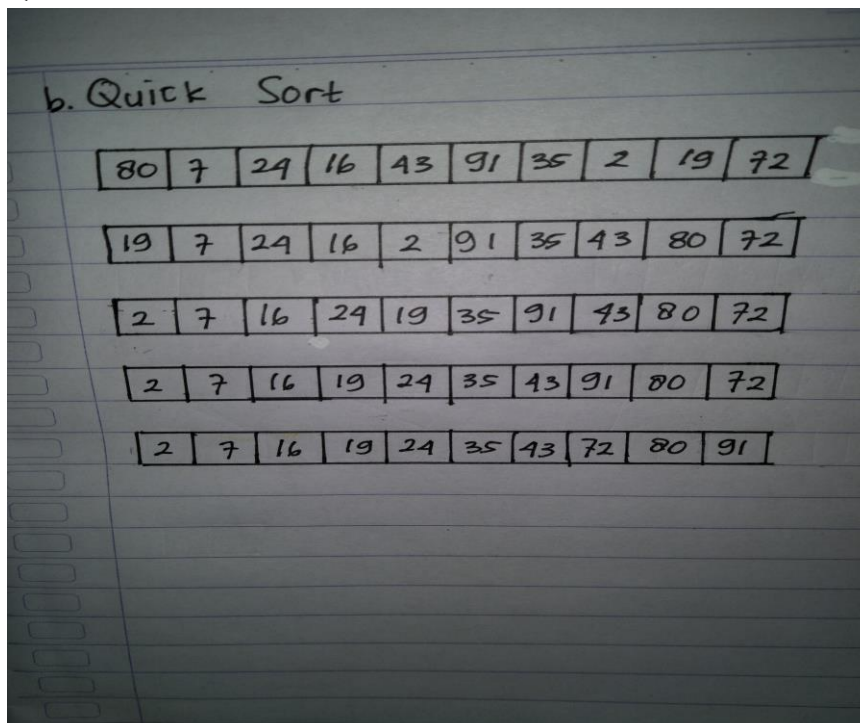 b. Quick Sort
80 7 24 16 43 91 35 2 19 72
19 7 24 16 2 91 35 43 80 72
2 7 16 24 19 35 91 43 80 72
2 7 16 19 24 35 43 91 80 72
2 7 16 19 24 35 43 72 80 91